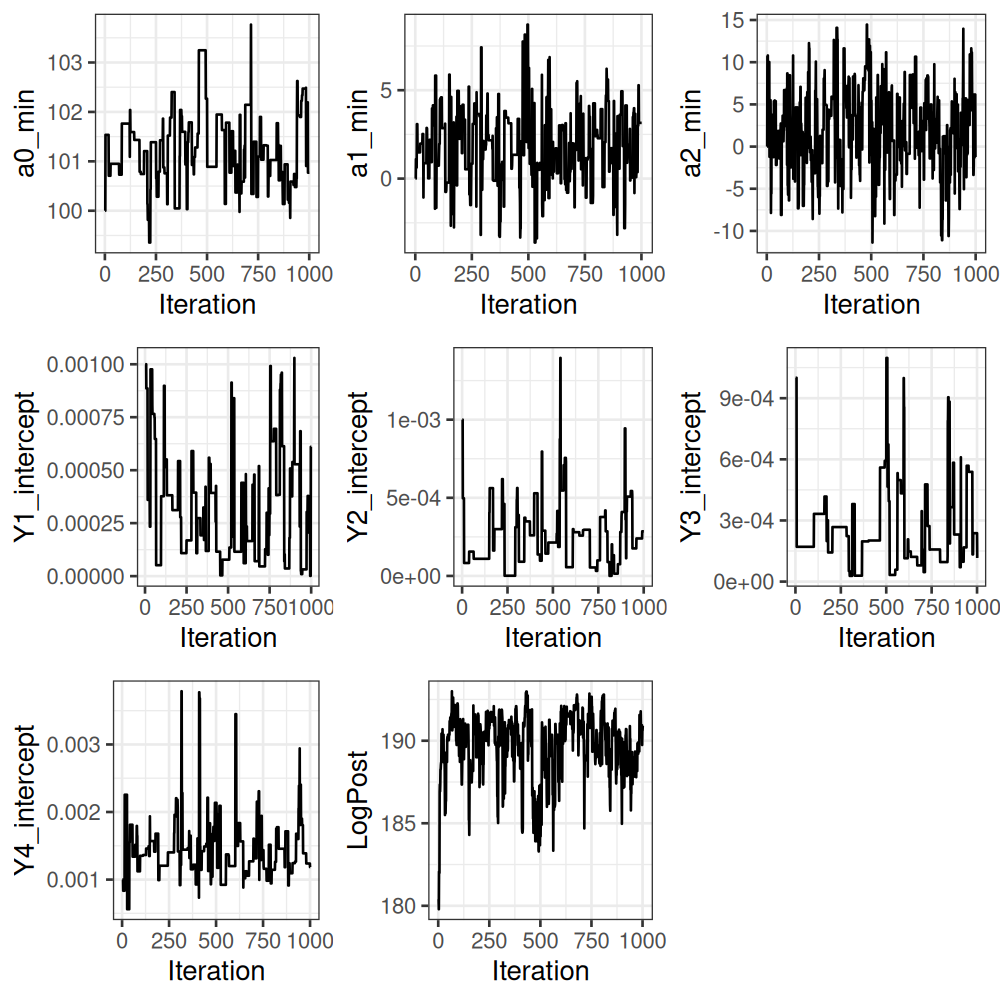 a0_min
103
102
101
100
0 250 500 750 1000
Iteration
a1_min
5
0
0 250 500 750 1000
Iteration
a2_min
15
10
5
0
-5
-10
0 250 500 750 1000
Iteration
Y1_intercept
0.00100
0.00075
0.00050
0.00025
0.00000
0 250 500 750 1000
Iteration
Y2_intercept
1e-03
5e-04
0e+00
0 250 500 750 1000
Iteration
Y3_intercept
9e-04
6e-04
3e-04
0e+00
0 250 500 750 1000
Iteration
Y4_intercept
0.003
0.002
0.001
0 250 500 750 1000
Iteration
LogPost
190
185
180
0 250 500 750 1000
Iteration